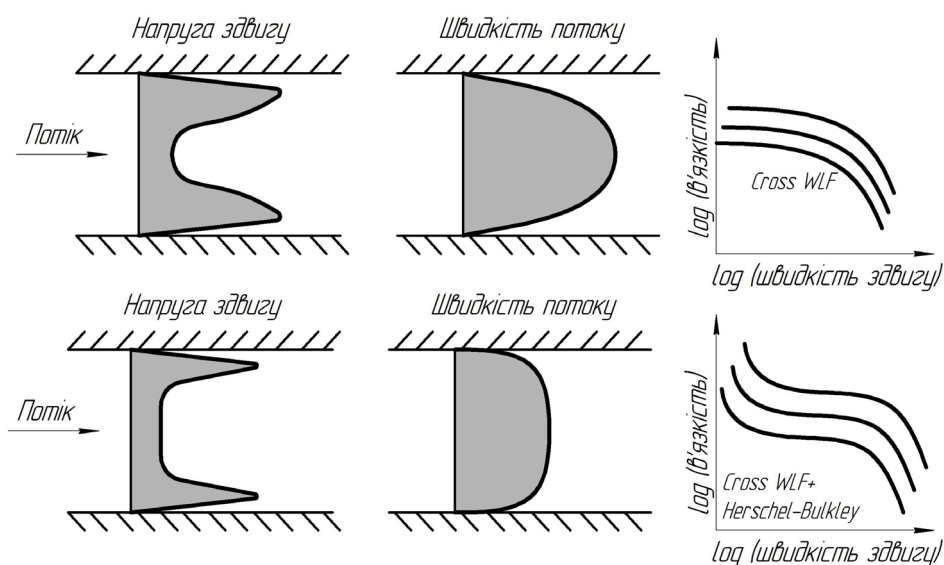 Напруга здвигу
Швидкість потоку
Потік
log (в'язкість)
Cross WLF
log (швидкість здвигу)
Напруга здвигу
Швидкість потоку
Потік
log (в'язкість)
Cross WLF+
Herschel-Bulkley
log (швидкість здвигу)